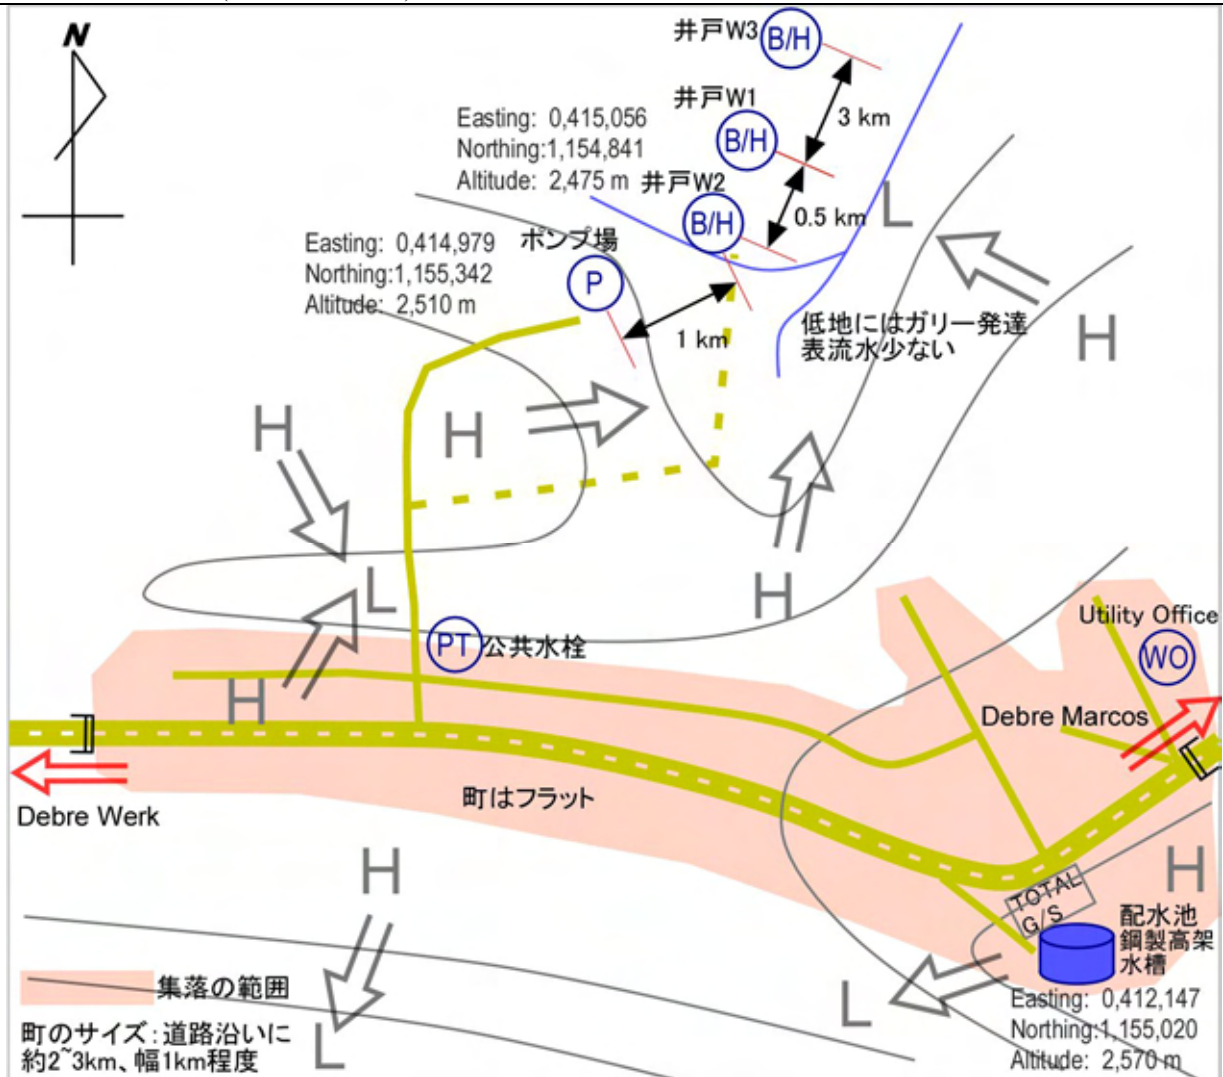 N
井戸W3
B/H
井戸W1
B/H
3 km
Easting: 0,415,056
Northing:1,154,841
Altitude: 2,475 m
井戸W2
B/H
0.5 km
L
Easting: 0,414,979
Northing:1,155,342
Altitude: 2,510 m
ポンプ場
P
1 km
低地にはガリー発達
表流水少ない
H
H
H
L
H
PT
公共水栓
Utility Office
WO
H
Debre Marcos
Debre Werk
町はフラット
H
H
TOTAL
G/S
配水池
鋼製高架
水槽
集落の範囲
L
L
Easting: 0,412,147
Northing:1,155,020
Altitude: 2,570 m
町のサイズ:道路沿いに
約2~3km、幅1km程度